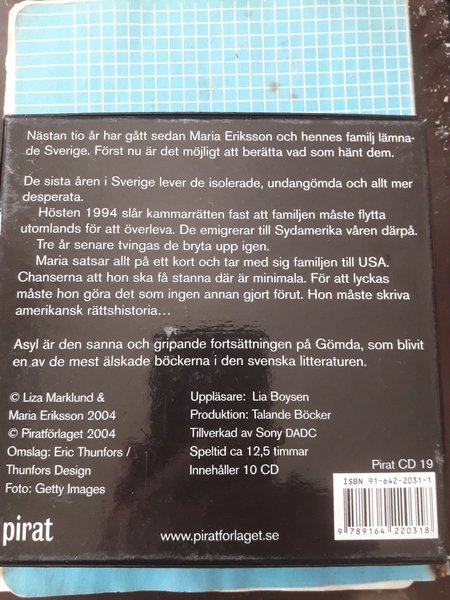 Nästan tio år har gått sedan Maria Eriksson och hennes familj lämna-
de Sverige. Först nu är det möjligt att berätta vad som hänt dem.
De sista åren i Sverige lever de isolerade, undangömda och allt mer
desperata.
Hösten 1994 slår kammarrätten fast att familjen måste flytta
utomlands för att överleva. De emigrerar till Sydamerika våren därpå.
Tre år senare tvingas de bryta upp igen.
Maria satsar allt på ett kort och tar med sig familjen till USA.
Chanserna att hon ska få stanna där är minimala. För att lyckas
måste hon göra det som ingen annan gjort förut. Hon måste skriva
amerikansk rättshistoria...
Asyl är den sanna och gripande fortsättningen på Gömda, som blivit
en av de mest älskade böckerna i den svenska litteraturen.
© Liza Marklund &
Maria Eriksson 2004
© Piratförlaget 2004
Omslag: Eric Thunfors /
Thunfors Design
Foto: Getty Images
Uppläsare: Lia Boysen
Produktion: Talande Böcker
Tillverkad av Sony DADC
Speltid ca 12,5 timmar
Innehåller 10 CD
Pirat CD 19
ISBN 91-642-2031-1
9 789164 220318
pirat
www.piratforlaget.se